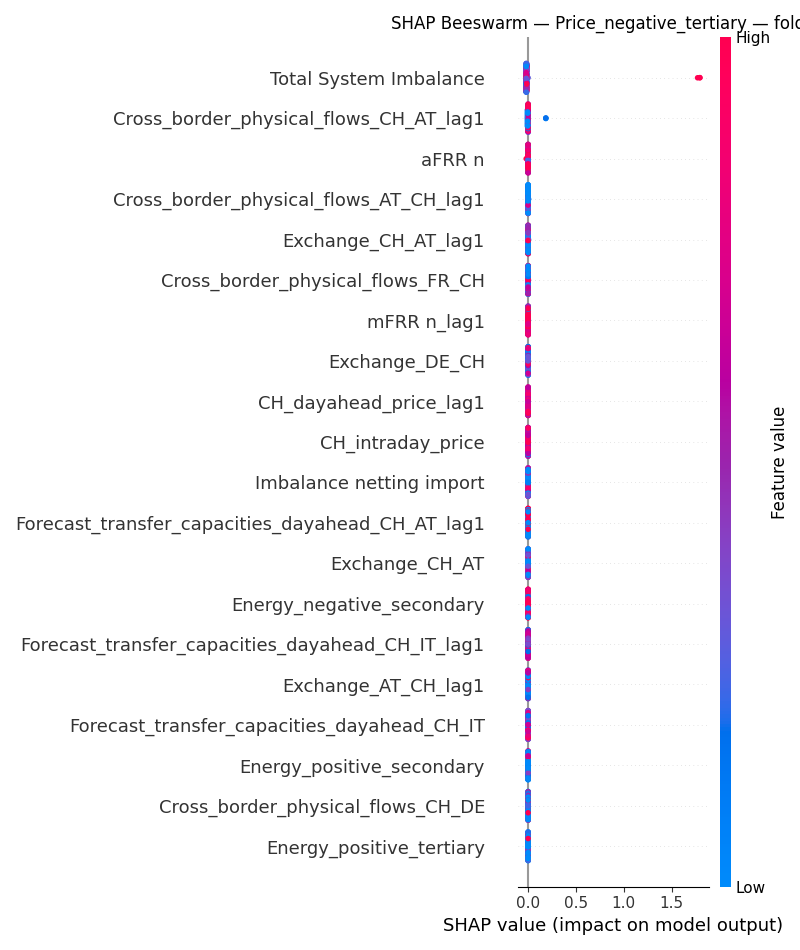 SHAP Beeswarm — Price_negative_tertiary — fold
High
Total System Imbalance
Cross_border_physical_flows_CH_AT_lag1
aFRR n
Cross_border_physical_flows_AT_CH_lag1
Exchange_CH_AT_lag1
Cross_border_physical_flows_FR_CH
mFRR n_lag1
Exchange_DE_CH
CH_dayahead_price_lag1
CH_intraday_price
Imbalance netting import
Forecast_transfer_capacities_dayahead_CH_AT_lag1
Exchange_CH_AT
Energy_negative_secondary
Forecast_transfer_capacities_dayahead_CH_IT_lag1
Exchange_AT_CH_lag1
Forecast_transfer_capacities_dayahead_CH_IT
Energy_positive_secondary
Cross_border_physical_flows_CH_DE
Energy_positive_tertiary
Feature value
Low
0.0 0.5 1.0 1.5
SHAP value (impact on model output)